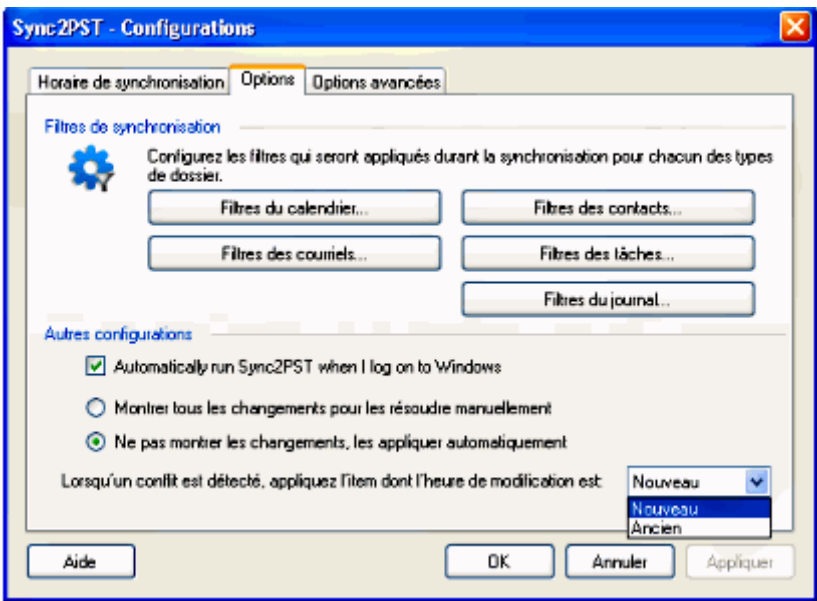 Sync2PST - Configurations
Horaire de synchronisation Options Options avancées
Filtres de synchronisation
Configurez les filtres qui seront appliqués durant la synchronisation pour chacun des types
de dossier.
Filtres du calendrier... Filtres des contacts...
Filtres des courriels... Filtres des tâches...
Filtres du journal...
Autres configurations
Automatically run Sync2PST when I log on to Windows
Montrer tous les changements pour les résoudre manuellement
Ne pas montrer les changements, les appliquer automatiquement
Lorsqu'un conflit est détecté, appliquez l'item dont l'heure de modification est: Nouveau
Nouveau
Ancien
Aide OK Annuler Appliquer